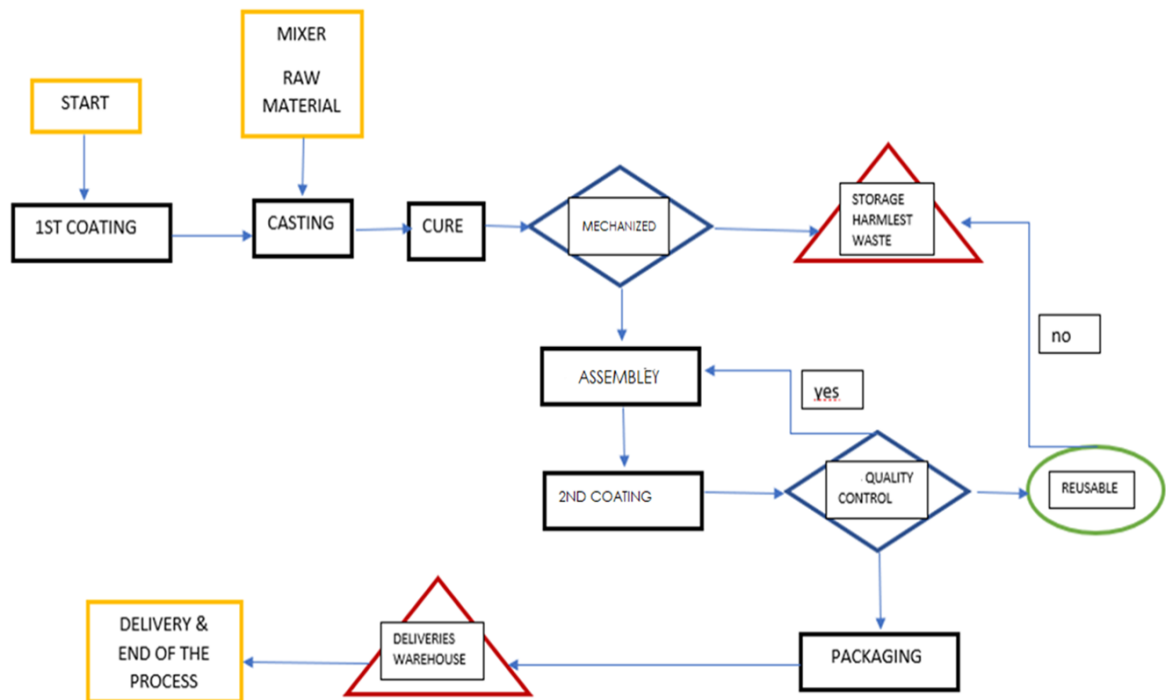 MIXER
RAW
MATERIAL
START
1ST COATING
CASTING
CURE
MECHANIZED
STORAGE
HARMLEST
WASTE
no
ASSEMBLEY
yes
2ND COATING
. QUALITY
CONTROL
REUSABLE
DELIVERY &
END OF THE
PROCESS
DELIVERIES
WAREHOUSE
PACKAGING